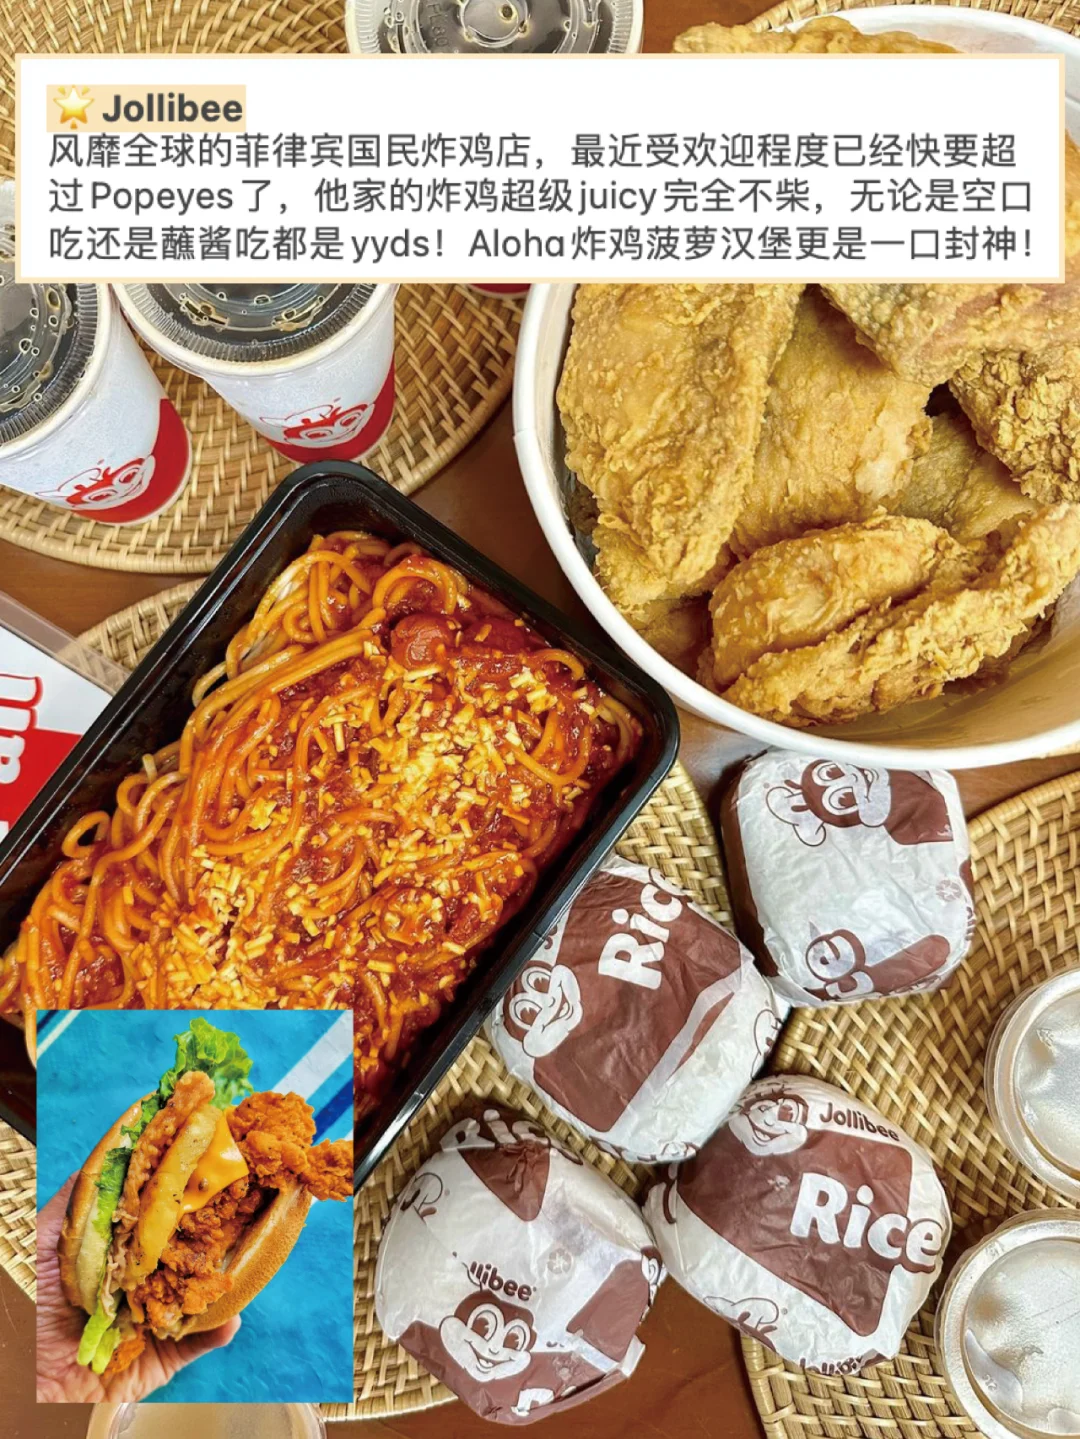 🌟 Jollibee
风靡全球的菲律宾国民炸鸡店，最近受欢迎程度已经快要超
过Popeyes了，他家的炸鸡超级juicy完全不柴，无论是空口
吃还是蘸酱吃都是yyds！Aloha炸鸡菠萝汉堡更是一口封神！
Rice
Jollibee
Rice